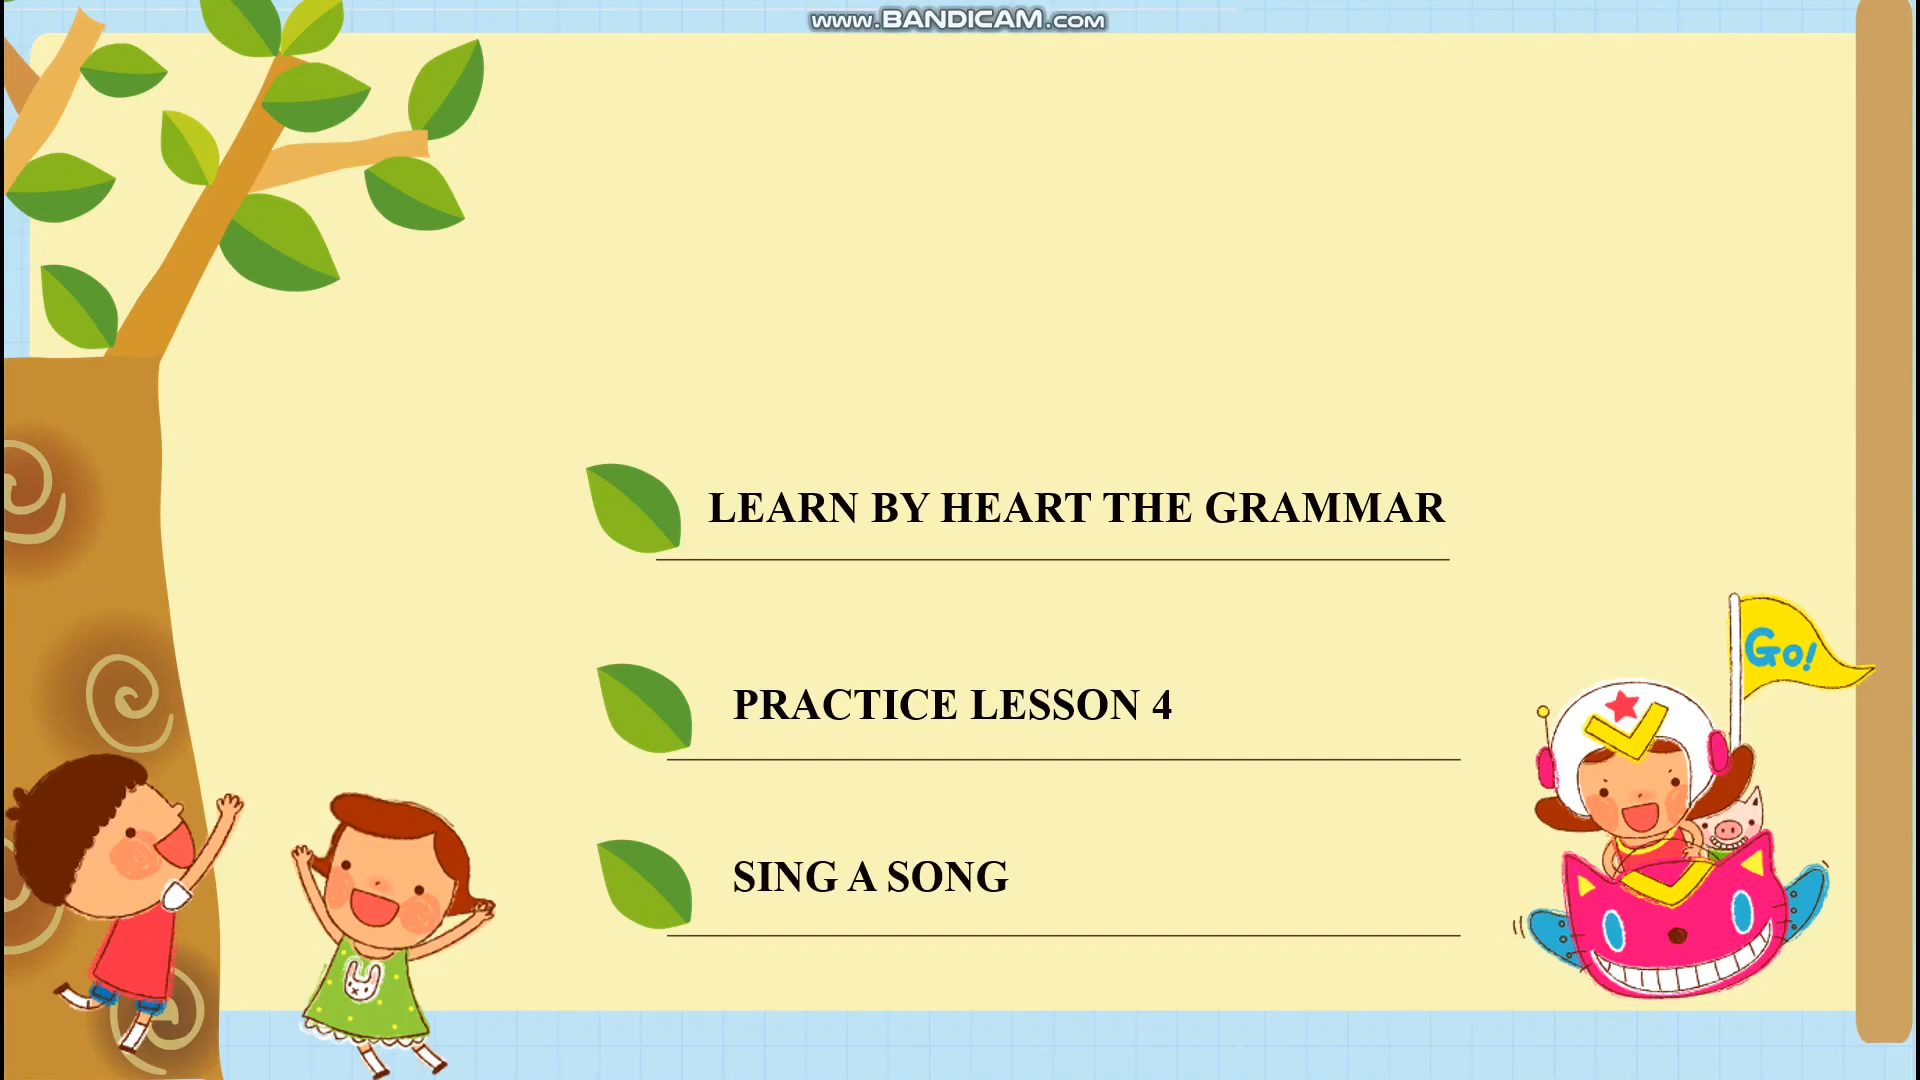 www.BANDICAM.com
LEARN BY HEART THE GRAMMAR
Go!
PRACTICE LESSON 4
SING A SONG